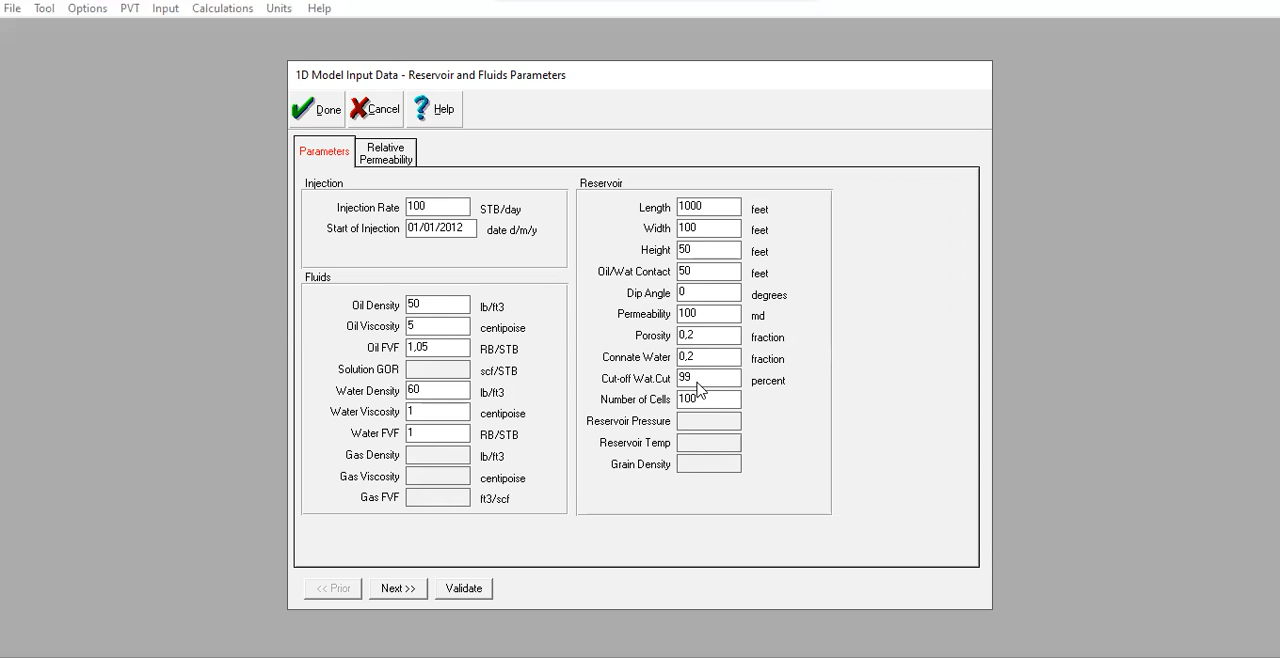 File Tool Options PVT Input Calculations Units Help
1D Model Input Data - Reservoir and Fluids Parameters
Done Cancel Help
Parameters
Relative
Permeability
Injection
Injection Rate 100 STB/day
Start of Injection 01/01/2012 date d/m/y
Fluids
Oil Density 50 lb/ft3
Oil Viscosity 5 centipoise
Oil FVF 1,05 RB/STB
Solution GOR scf/STB
Water Density 60 lb/ft3
Water Viscosity 1 centipoise
Water FVF 1 RB/STB
Gas Density lb/ft3
Gas Viscosity centipoise
Gas FVF ft3/scf
Reservoir
Length 1000 feet
Width 100 feet
Height 50 feet
Oil/Wat Contact 50 feet
Dip Angle 0 degrees
Permeability 100 md
Porosity 0,2 fraction
Connate Water 0,2 fraction
Cut-off Wat.Cut 99 percent
Number of Cells 100
Reservoir Pressure
Reservoir Temp
Grain Density
<< Prior Next >> Validate